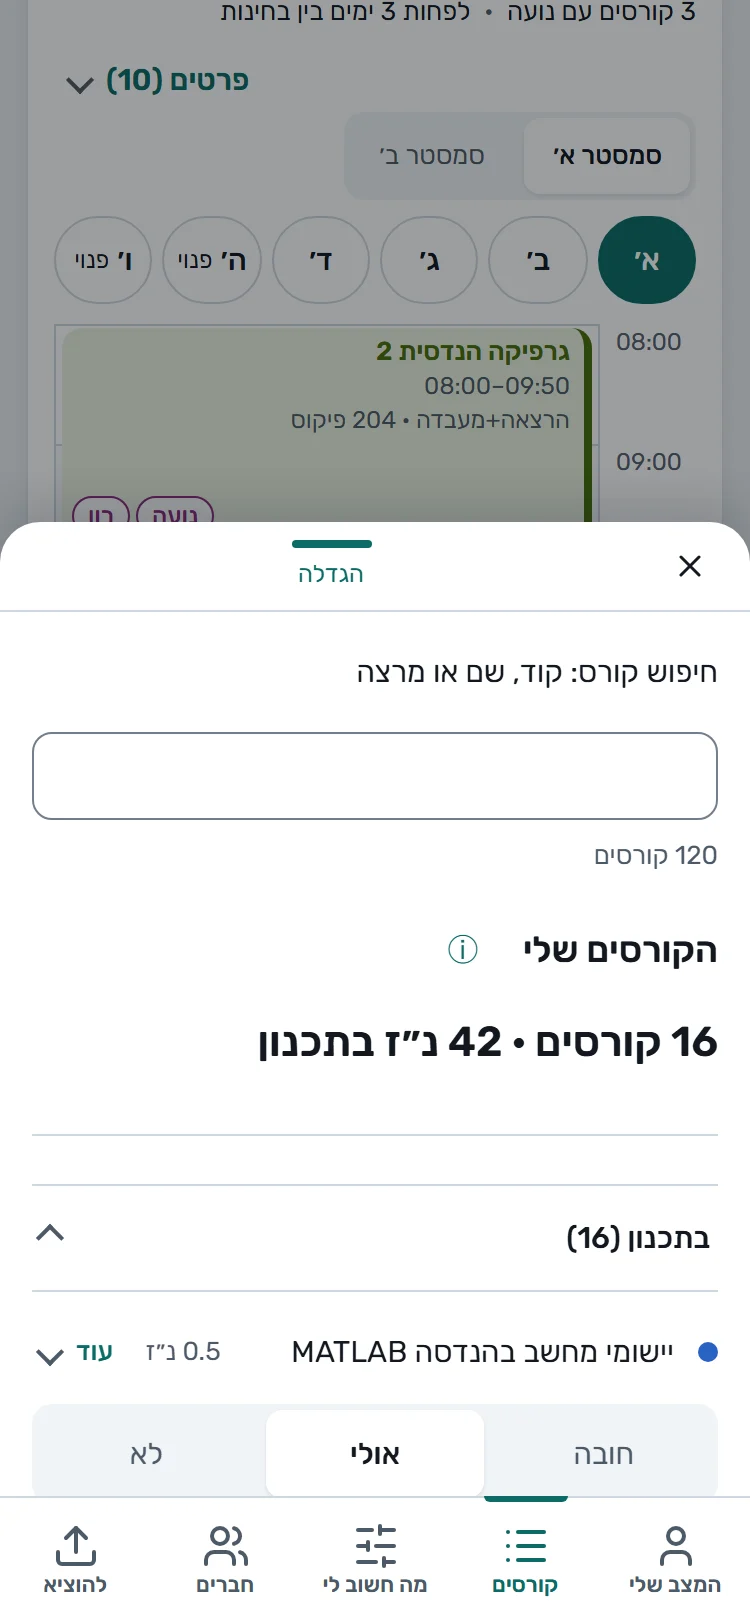 3 קורסים עם נועה • לפחות 3 ימים בין בחינות
פרטים (10)
סמסטר א׳ סמסטר ב׳
א׳ ב׳ ג׳ ד׳ ה׳ פנוי ו׳ פנוי
08:00
גרפיקה הנדסית 2
08:00–09:50
הרצאה+מעבדה • 204 פיקוס
09:00
נועה רון
הגדלה
חיפוש קורס: קוד, שם או מרצה
120 קורסים
הקורסים שלי
16 קורסים • 42 נ״ז בתכנון
בתכנון (16)
יישומי מחשב בהנדסה MATLAB 0.5 נ״ז עוד
חובה אולי לא
המצב שלי קורסים מה חשוב לי חברים להוציא